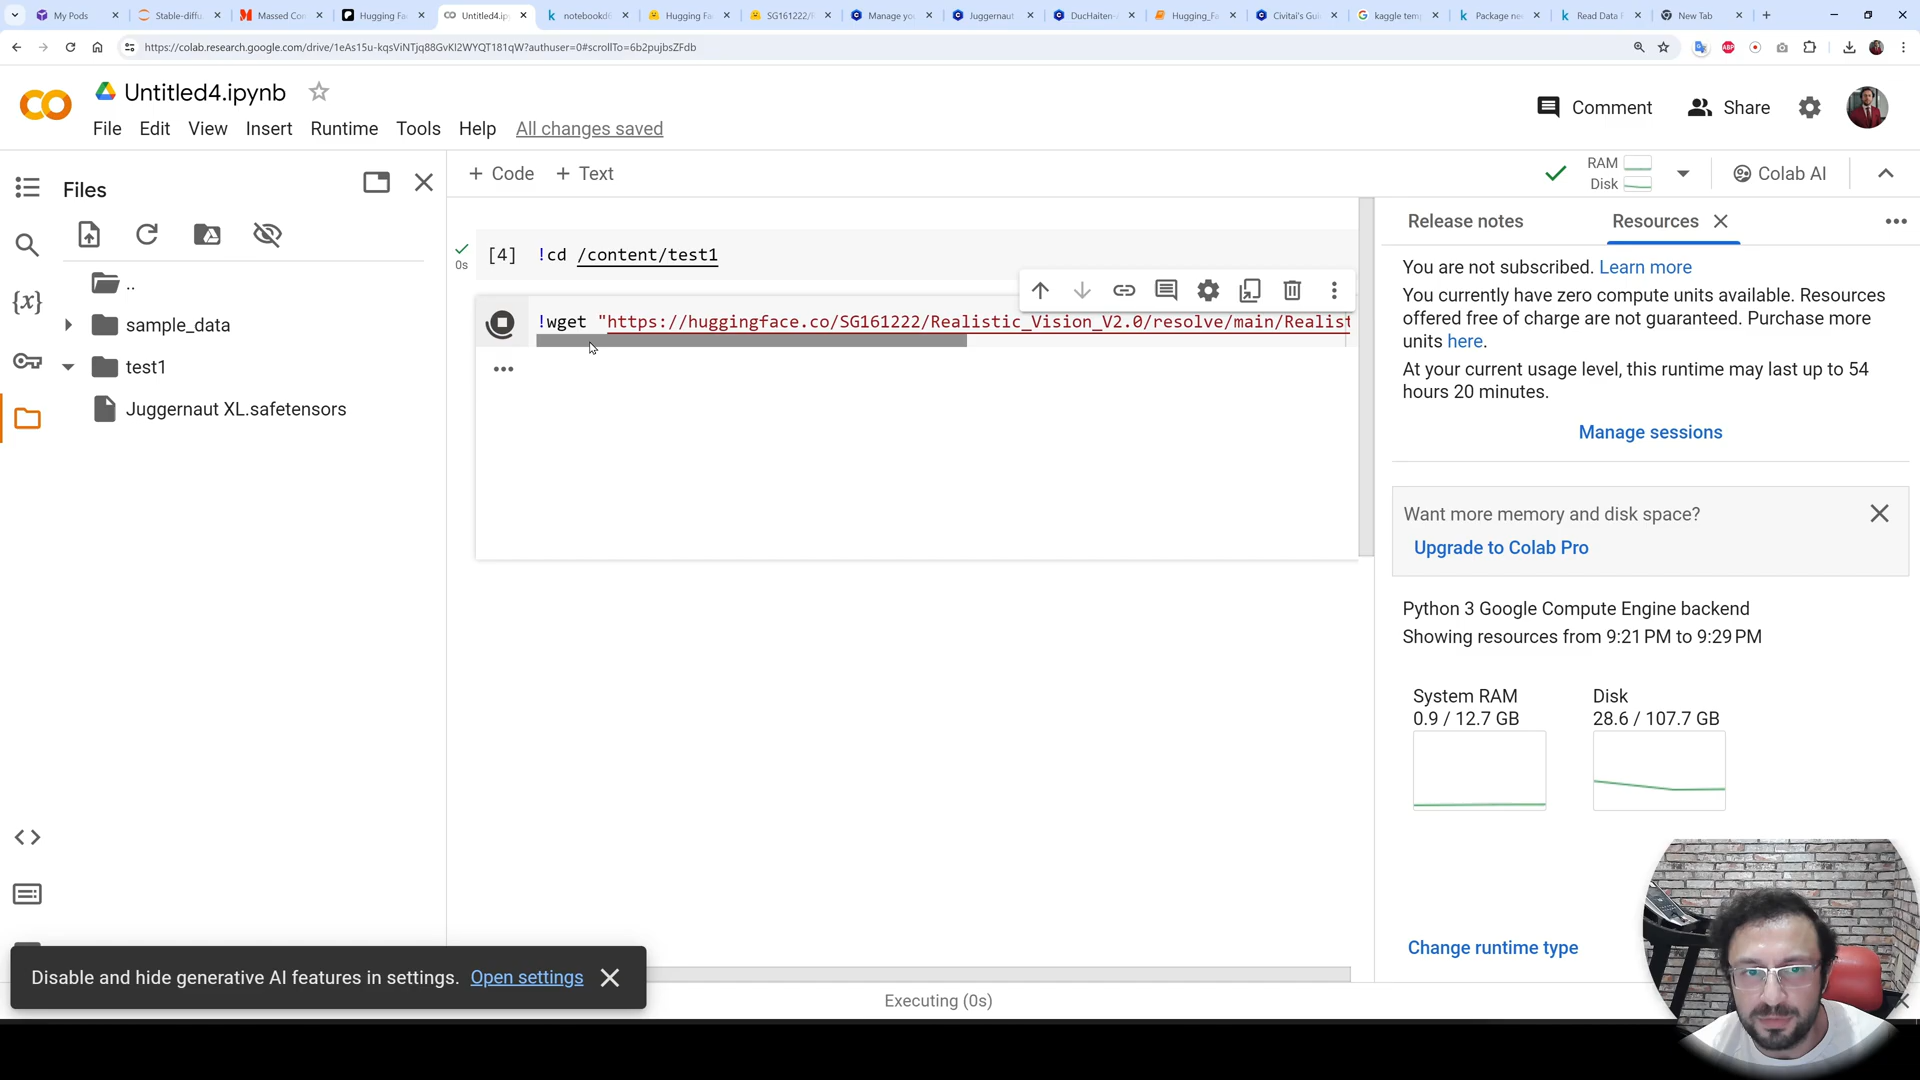 My Pods
Stable-diffu
Massed Con
Hugging Fac
Untitled4.ip
notebookd6
Hugging Fa
SG161222/R
Manage you
Juggernaut
DucHaiten-
Hugging_Fa
Civitai's Gui
kaggle temp
Package ne
Read Data F
New Tab
https://colab.research.google.com/drive/1eAs15u-kqsViNTjq88GvKI2WYQT181qW?authuser=0#scrollTo=6b2pujbsZFdb
Untitled4.ipynb
Comment
Share
File Edit View Insert Runtime Tools Help All changes saved
Files
+ Code + Text
RAM
Disk
Colab AI
Release notes
Resources
..
sample_data
test1
Juggernaut XL.safetensors
0s
[4] !cd /content/test1
!wget "https://huggingface.co/SG161222/Realistic_Vision_V2.0/resolve/main/Realist
You are not subscribed. Learn more
You currently have zero compute units available. Resources
offered free of charge are not guaranteed. Purchase more
units here.
At your current usage level, this runtime may last up to 54
hours 20 minutes.
Manage sessions
Want more memory and disk space?
Upgrade to Colab Pro
Python 3 Google Compute Engine backend
Showing resources from 9:21 PM to 9:29 PM
System RAM
0.9 / 12.7 GB
Disk
28.6 / 107.7 GB
Change runtime type
Disable and hide generative AI features in settings. Open settings
Executing (0s)